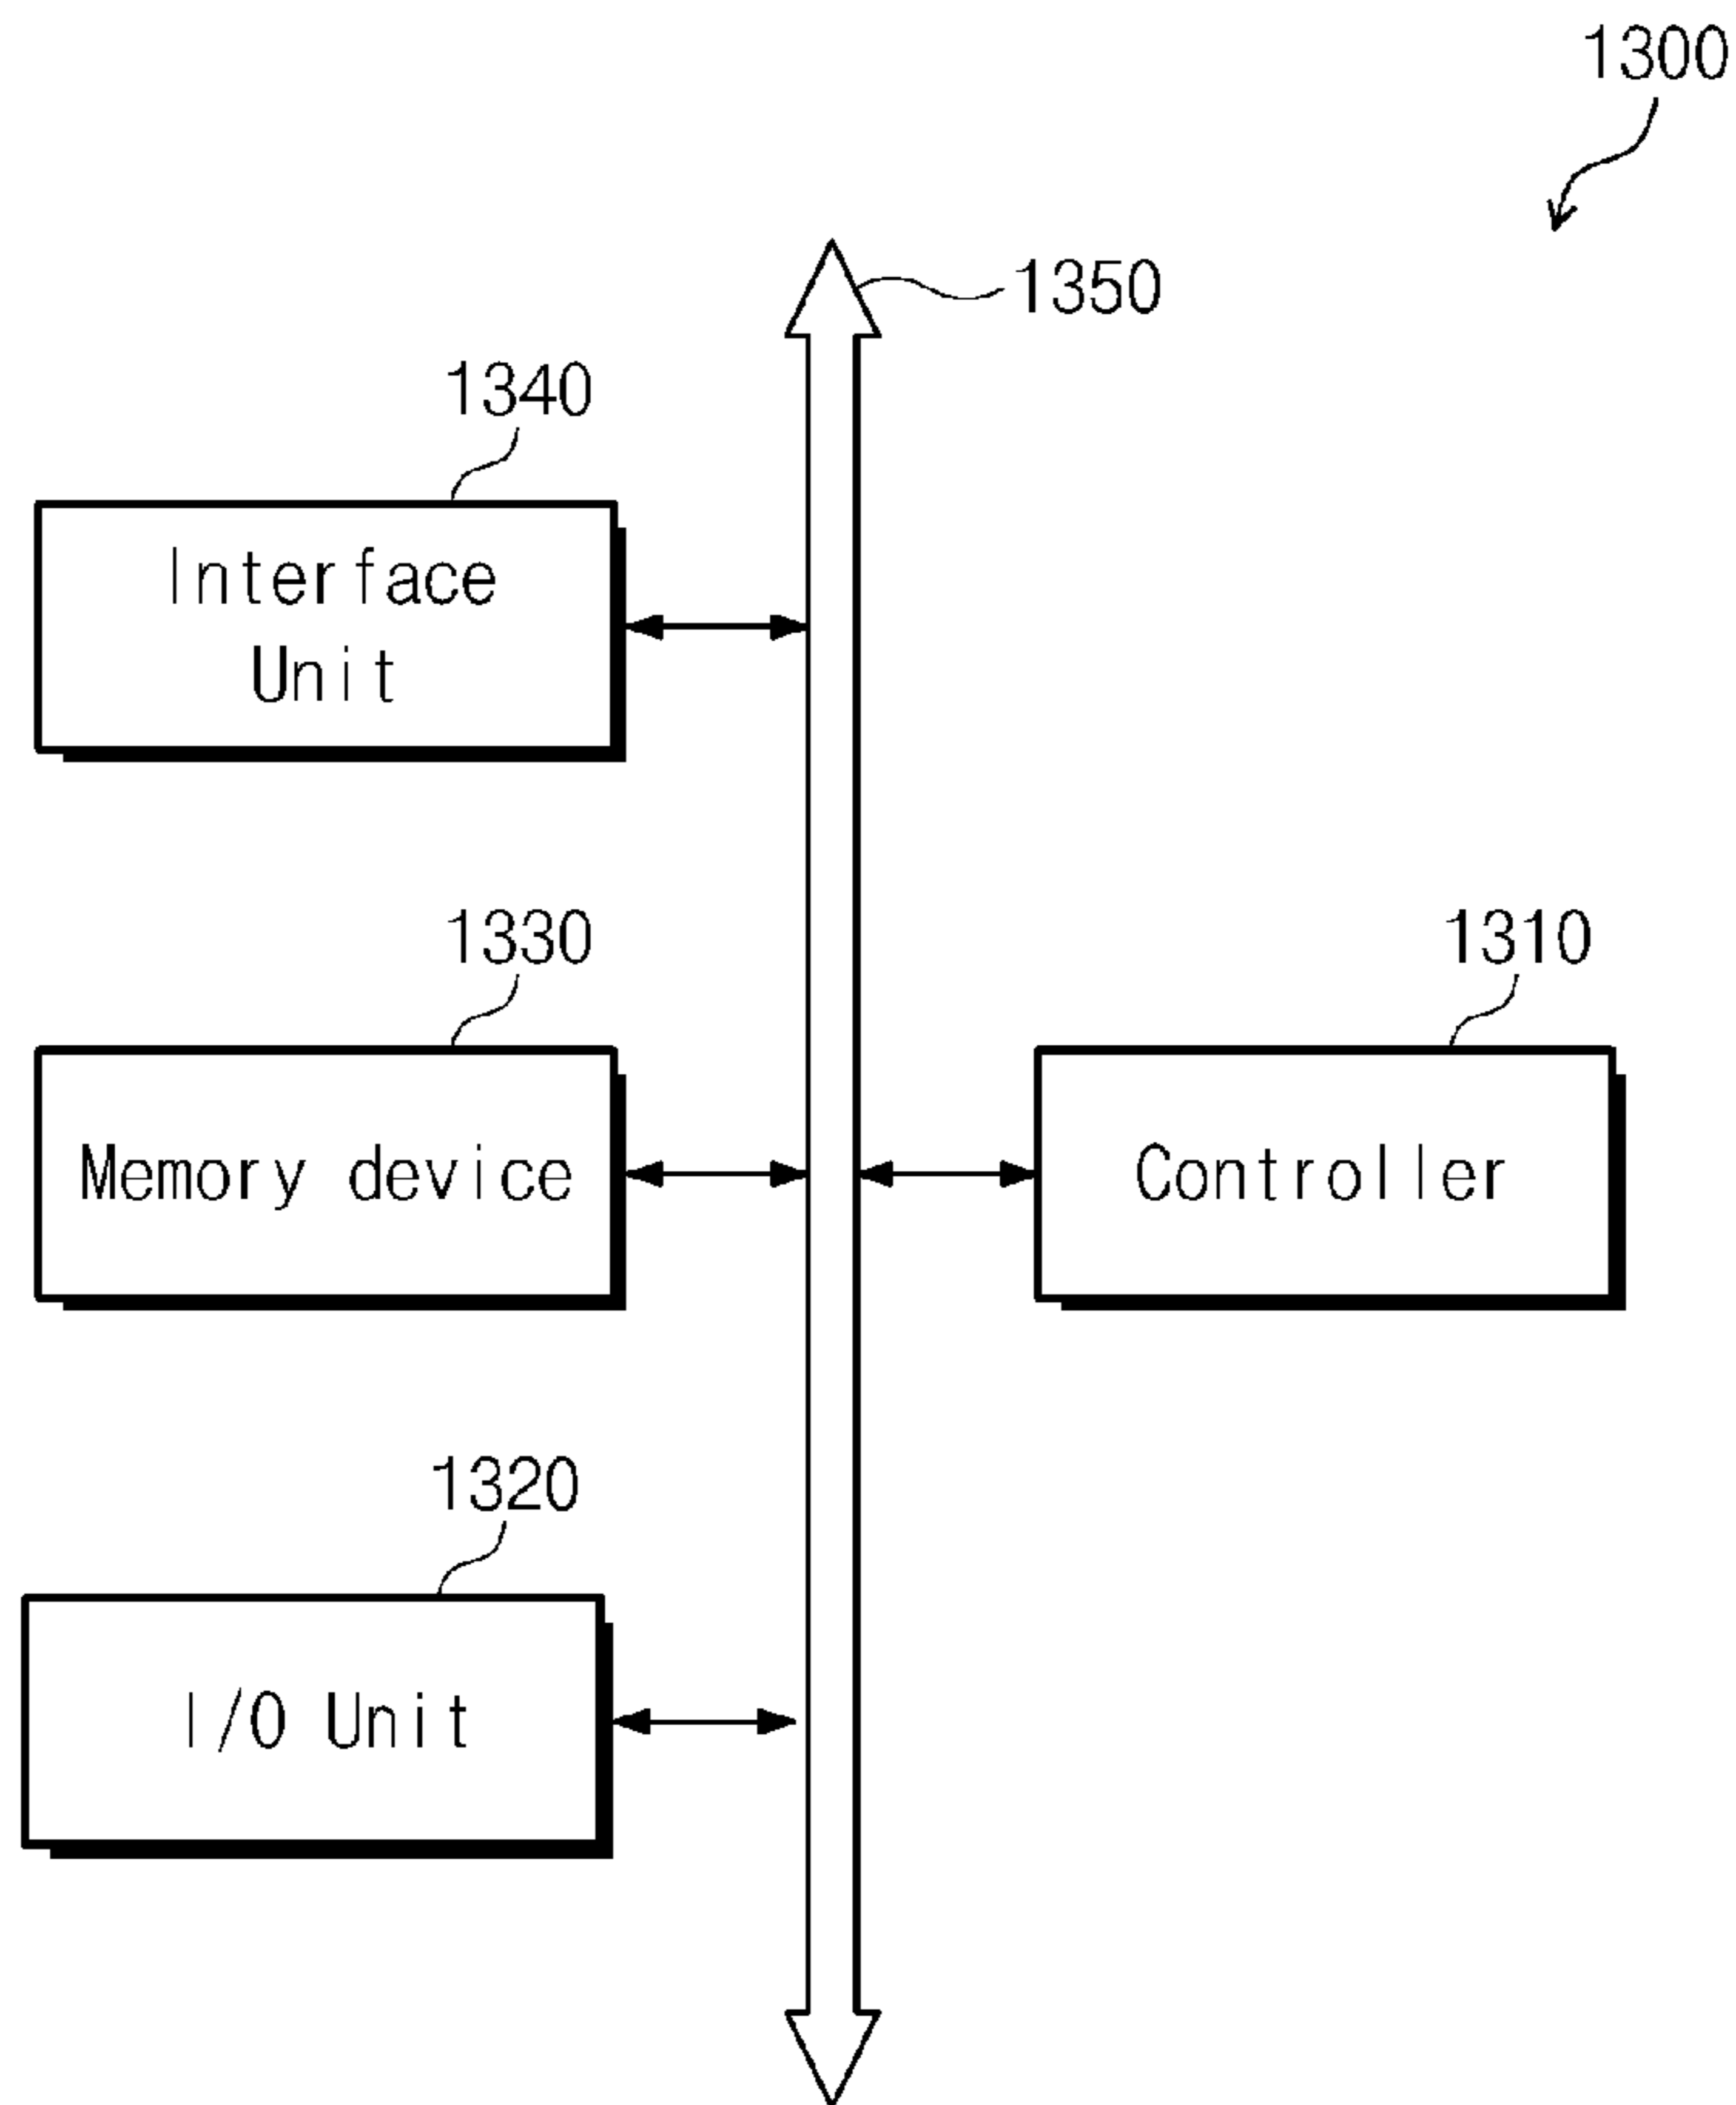 1300
1350
1340
Interface
Unit
1330
1310
Memory device
Controller
1320
I/O Unit